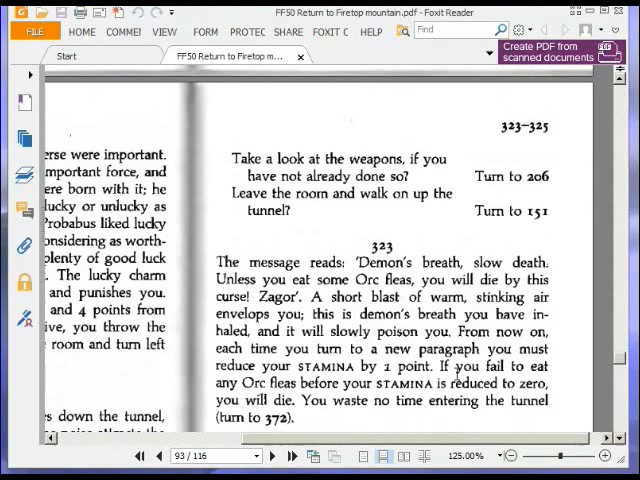 FF50 Return to Firetop mountain.pdf - Foxit Reader
FILE HOME COMMEI VIEW FORM PROTEC SHARE FOXIT C HELP Find
Start
FF50 Return to Firetop m...
Create PDF from
scanned documents
erse were important.
mportant force, and
ere born with it; he
lucky or unlucky as
Probabus liked lucky
onsidering as worth-
plenty of good luck
. The lucky charm
and punishes you.
and 4 points from
ive, you throw the
room and turn left
s down the tunnel,
323–325
Take a look at the weapons, if you
have not already done so? Turn to 206
Leave the room and walk on up the
tunnel? Turn to 151
323
The message reads: 'Demon's breath, slow death.
Unless you eat some Orc fleas, you will die by this
curse! Zagor'. A short blast of warm, stinking air
envelops you; this is demon's breath you have in-
haled, and it will slowly poison you. From now on,
each time you turn to a new paragraph you must
reduce your STAMINA by 1 point. If you fail to eat
any Orc fleas before your STAMINA is reduced to zero,
you will die. You waste no time entering the tunnel
(turn to 372).
93 / 116
125.00%